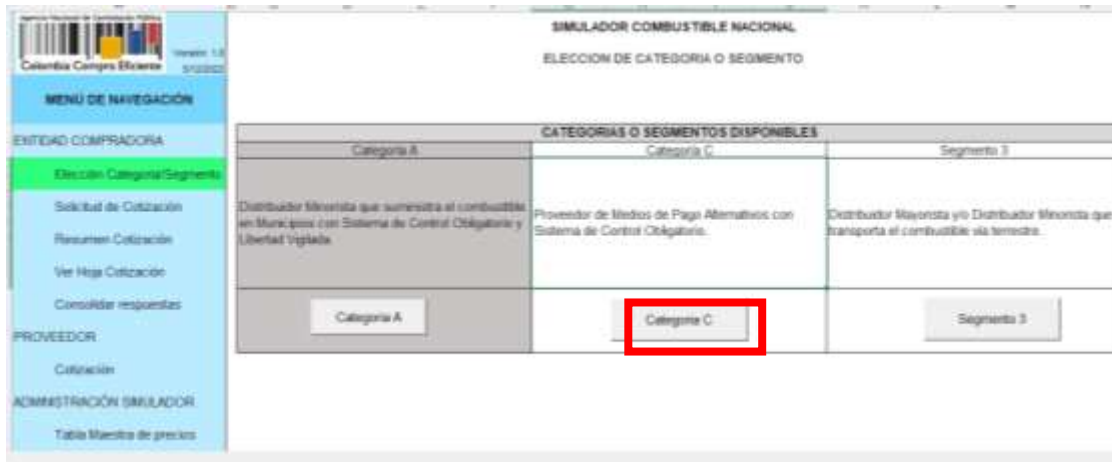 Colombia Compra Eficiente
MENÚ DE NAVEGACIÓN
ENTIDAD COMPRADORA
Elección Categoria/Segmento
Solicitud de Cotización
Resumen Cotización
Ver Hoja Cotización
Consolidar respuestas
PROVEEDOR
Cotización
ADMINISTRACIÓN SIMULADOR
Tabla Maestra de precios
SIMULADOR COMBUSTIBLE NACIONAL
ELECCION DE CATEGORIA O SEGMENTO
CATEGORIAS O SEGMENTOS DISPONIBLES
Categoria A
Categoría C
Segmento 3
Distribuidor Minorista que suministra el combustible
en Municipios con Sistema de Control Obligatorio y
Libertad Vigilada.
Proveedor de Medios de Pago Alternativos con
Sistema de Control Obligatorio.
Distribuidor Mayorista y/o Distribuidor Minorista que
transporta el combustible vía terrestre.
Categoria A
Categoria C
Segmento 3